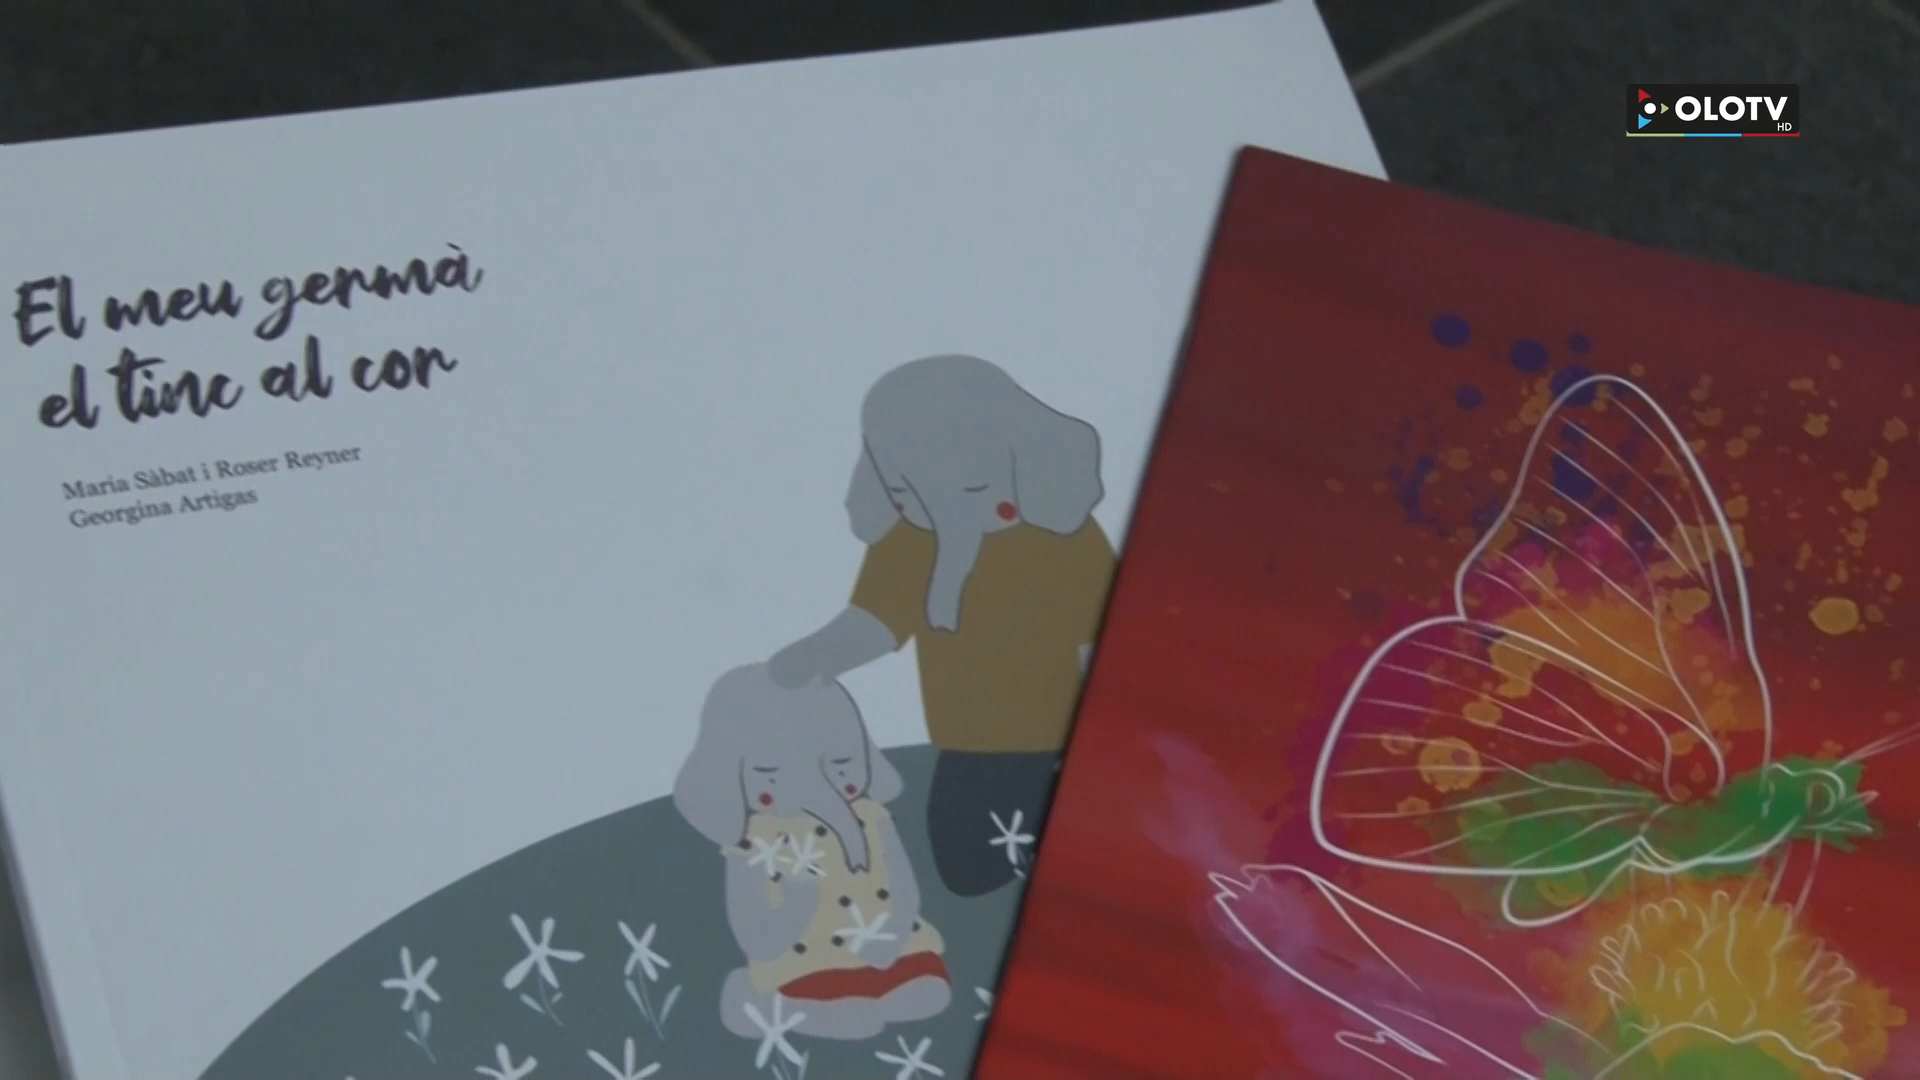 OLOTV
HD
El meu germà
el tinc al cor
Maria Sàbat i Roser Reyner
Georgina Artigas